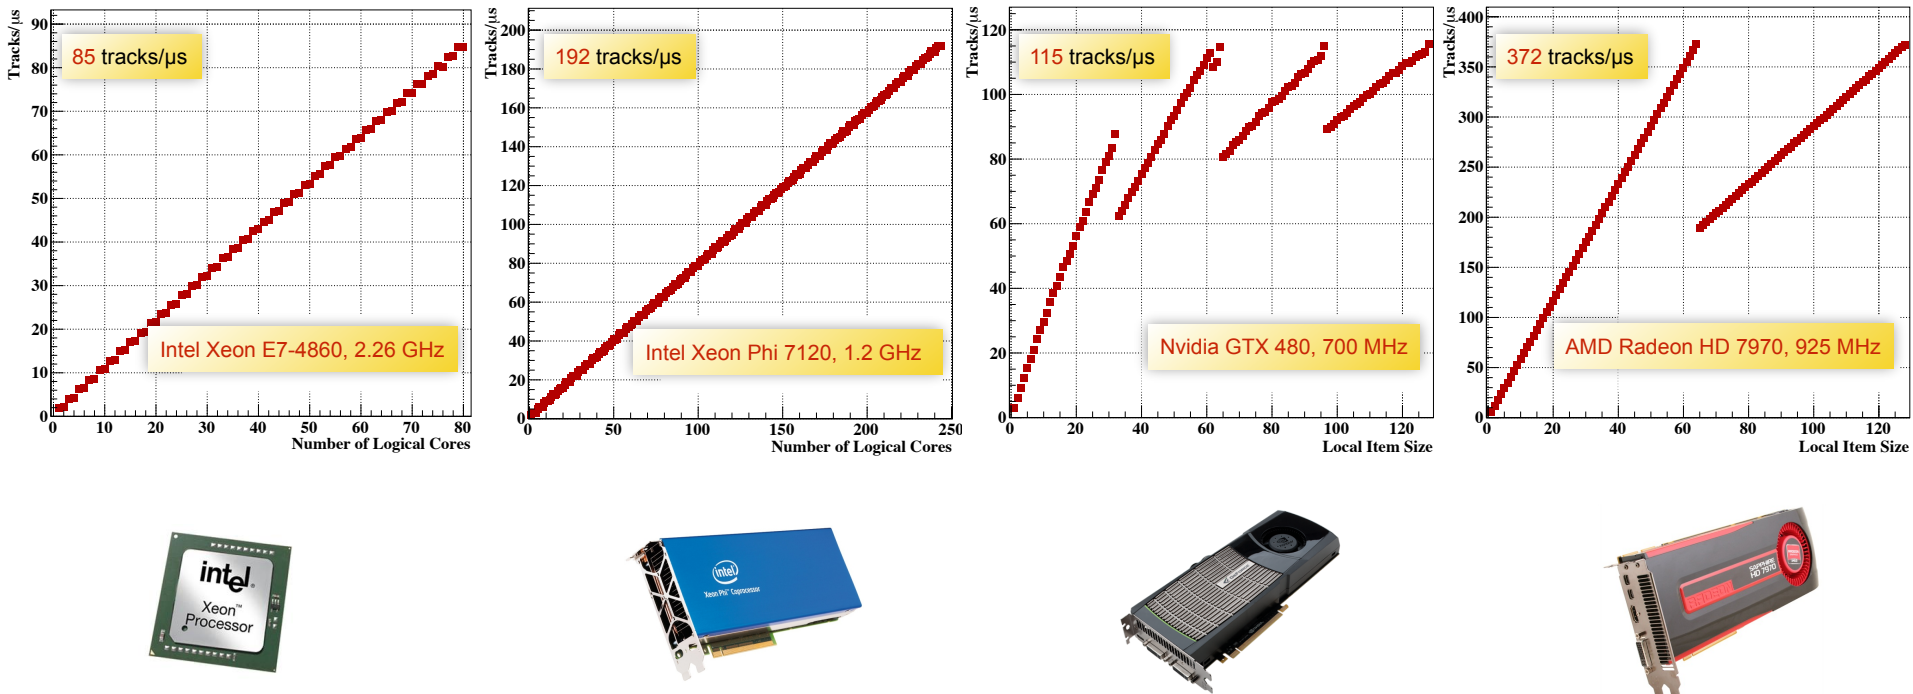 Tracks/μs
90
80
70
60
50
40
30
20
10
0
0 10 20 30 40 50 60 70 80
Number of Logical Cores
85 tracks/μs
Intel Xeon E7-4860, 2.26 GHz
Tracks/μs
200
180
160
140
120
100
80
60
40
20
0
0 50 100 150 200 250
Number of Logical Cores
192 tracks/μs
Intel Xeon Phi 7120, 1.2 GHz
Tracks/μs
120
100
80
60
40
20
0
0 20 40 60 80 100 120
Local Item Size
115 tracks/μs
Nvidia GTX 480, 700 MHz
Tracks/μs
400
350
300
250
200
150
100
50
0
0 20 40 60 80 100 120
Local Item Size
372 tracks/μs
AMD Radeon HD 7970, 925 MHz
intel®
Xeon™
Processor
intel
Xeon Phi™ Coprocessor
SAPPHIRE
HD 7970